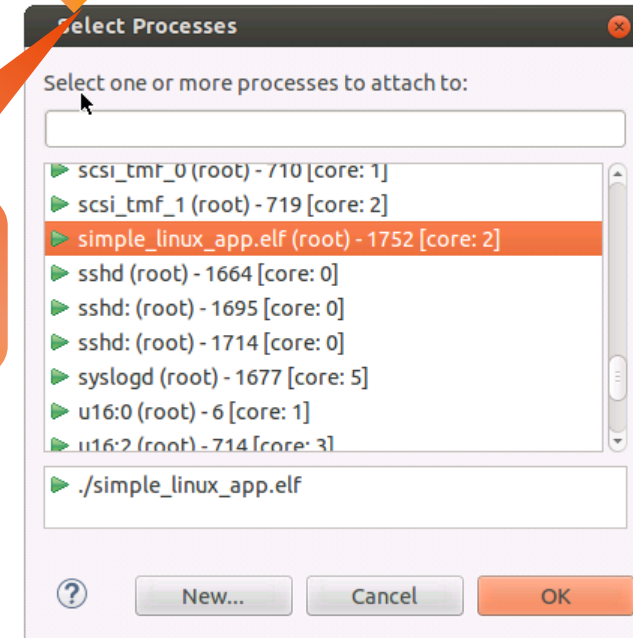 Select Processes
Select one or more processes to attach to:
scsi_tmf_0 (root) - 710 [core: 1]
scsi_tmf_1 (root) - 719 [core: 2]
simple_linux_app.elf (root) - 1752 [core: 2]
sshd (root) - 1664 [core: 0]
sshd: (root) - 1695 [core: 0]
sshd: (root) - 1714 [core: 0]
syslogd (root) - 1677 [core: 5]
u16:0 (root) - 6 [core: 1]
u16:2 (root) - 714 [core: 3]
./simple_linux_app.elf
? New... Cancel OK